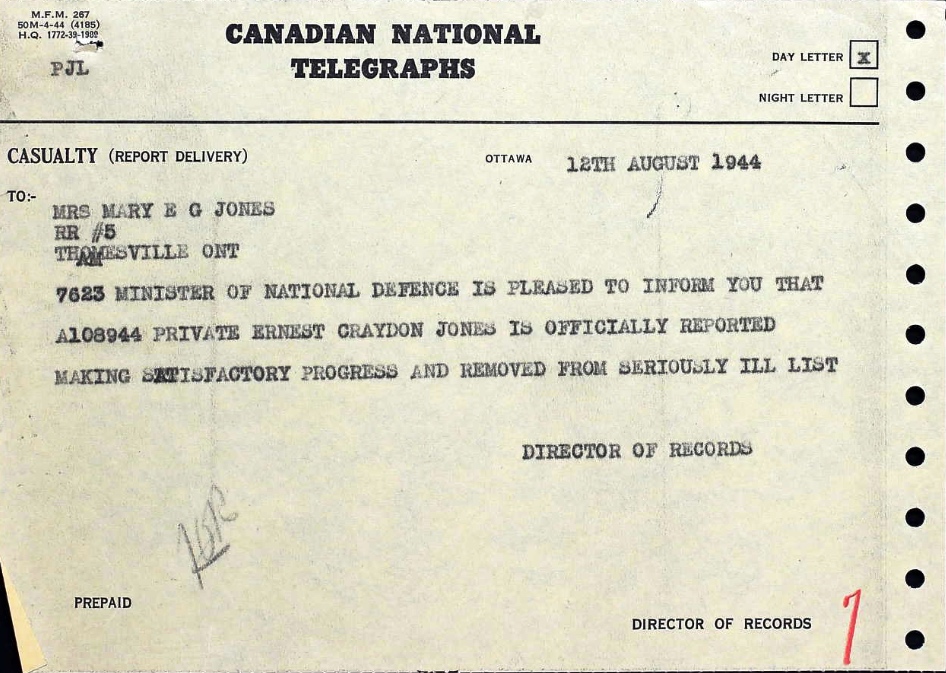 M.F.M. 267
50M-4-44 (4185)
H.Q. 1772-39-1982
PJL
CANADIAN NATIONAL
TELEGRAPHS
DAY LETTER X
NIGHT LETTER
CASUALTY (REPORT DELIVERY)
OTTAWA 12TH AUGUST 1944
TO:-
MRS MARY E G JONES
RR #5
THAMESVILLE ONT
7623 MINISTER OF NATIONAL DEFENCE IS PLEASED TO INFORM YOU THAT
A108944 PRIVATE ERNEST CRAYDON JONES IS OFFICIALLY REPORTED
MAKING SATISFACTORY PROGRESS AND REMOVED FROM SERIOUSLY ILL LIST
DIRECTOR OF RECORDS
PREPAID
DIRECTOR OF RECORDS
7